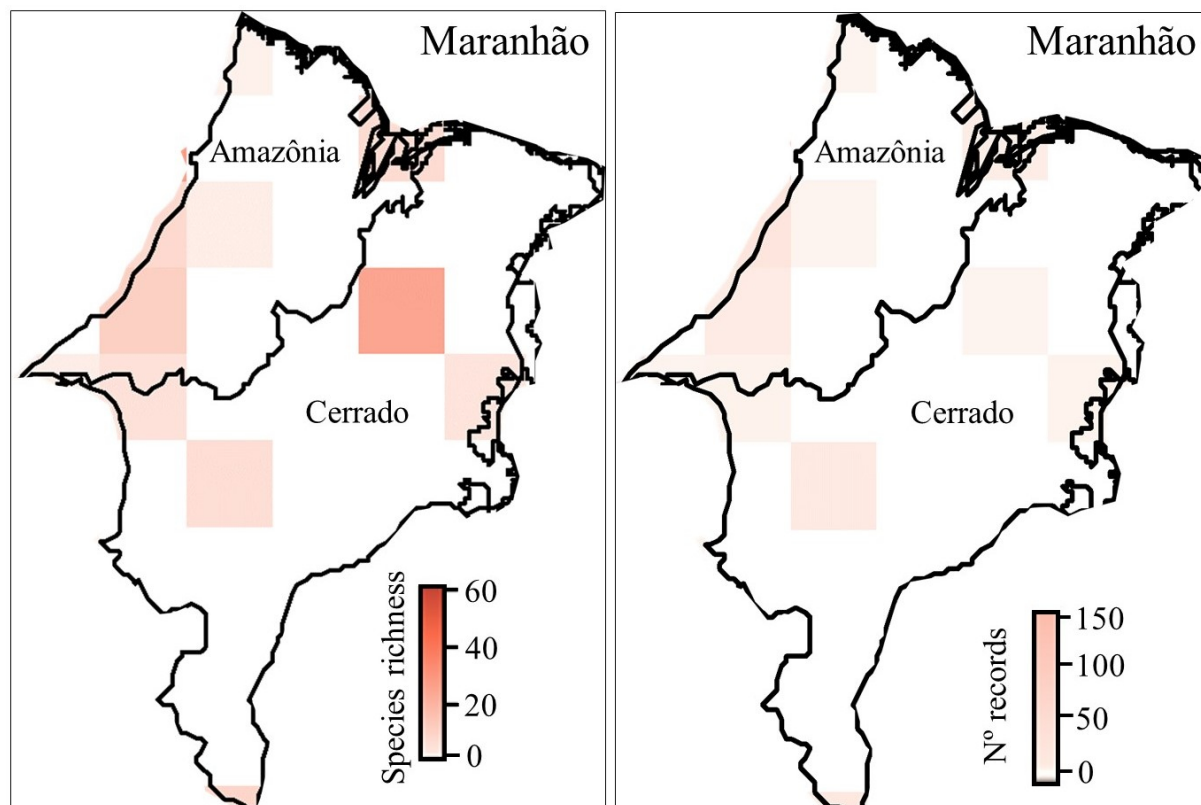 Maranhão
Amazônia
Cerrado
Species richness
60
40
20
0
Maranhão
Amazônia
Cerrado
Nº records
150
100
50
0